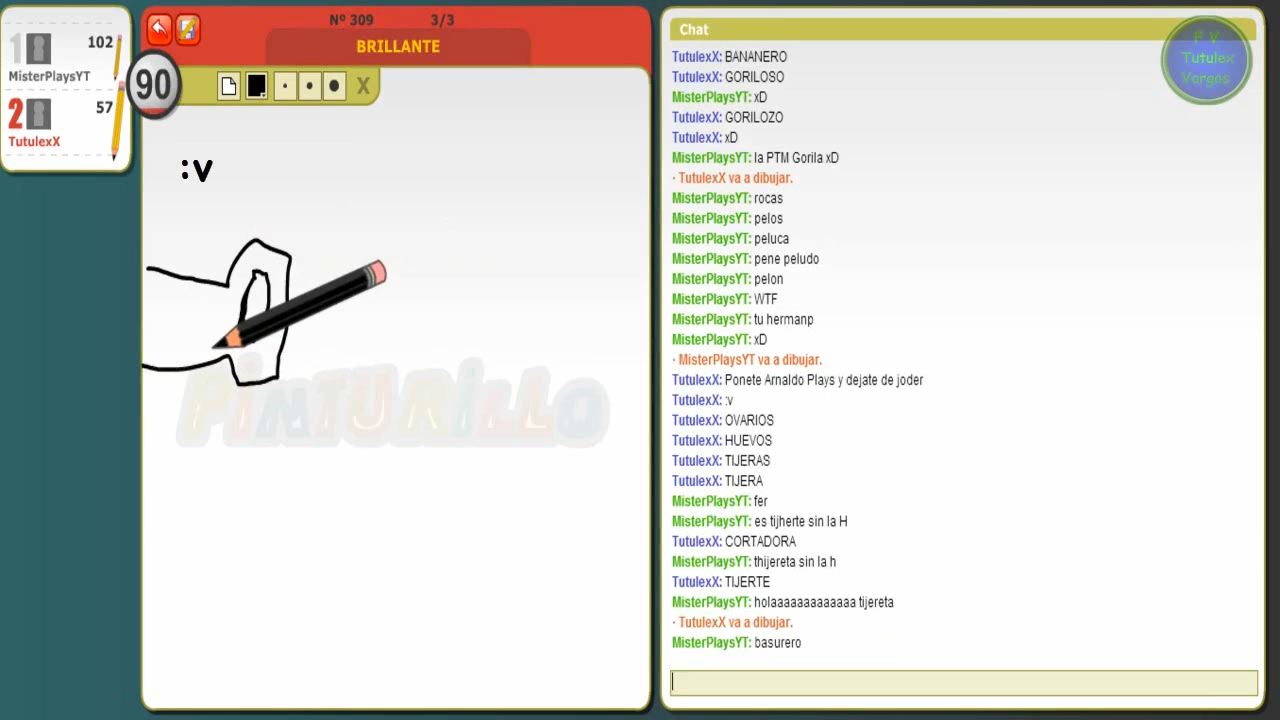 1
102
MisterPlaysYT
2
57
TutulexX
Nº 309
3/3
BRILLANTE
90
X
:v
PINTURILLO
Chat
TutulexX: BANANERO
TutulexX: GORILOSO
MisterPlaysYT: xD
TutulexX: GORILOZO
TutulexX: xD
MisterPlaysYT: la PTM Gorila xD
· TutulexX va a dibujar.
MisterPlaysYT: rocas
MisterPlaysYT: pelos
MisterPlaysYT: peluca
MisterPlaysYT: pene peludo
MisterPlaysYT: pelon
MisterPlaysYT: WTF
MisterPlaysYT: tu hermanp
MisterPlaysYT: xD
· MisterPlaysYT va a dibujar.
TutulexX: Ponete Arnaldo Plays y dejate de joder
TutulexX: :v
TutulexX: OVARIOS
TutulexX: HUEVOS
TutulexX: TIJERAS
TutulexX: TIJERA
MisterPlaysYT: fer
MisterPlaysYT: es tijherte sin la H
TutulexX: CORTADORA
MisterPlaysYT: thijereta sin la h
TutulexX: TIJERTE
MisterPlaysYT: holaaaaaaaaaaaaa tijereta
· TutulexX va a dibujar.
MisterPlaysYT: basurero
F V
Tutulex
Vargas